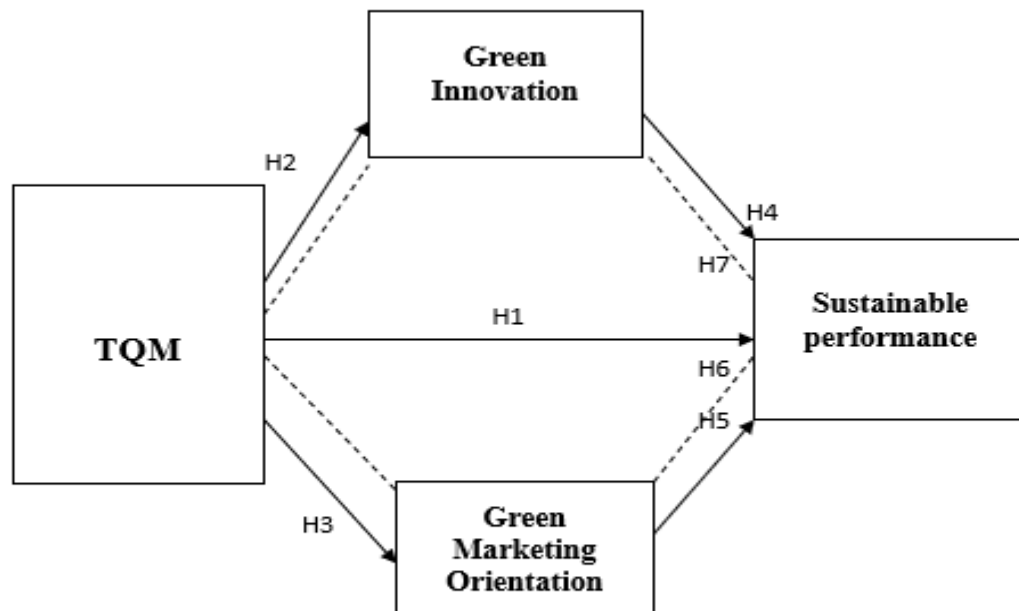 Green
Innovation
H2
H4
H7
TQM
H1
Sustainable
performance
H6
H5
H3
Green
Marketing
Orientation